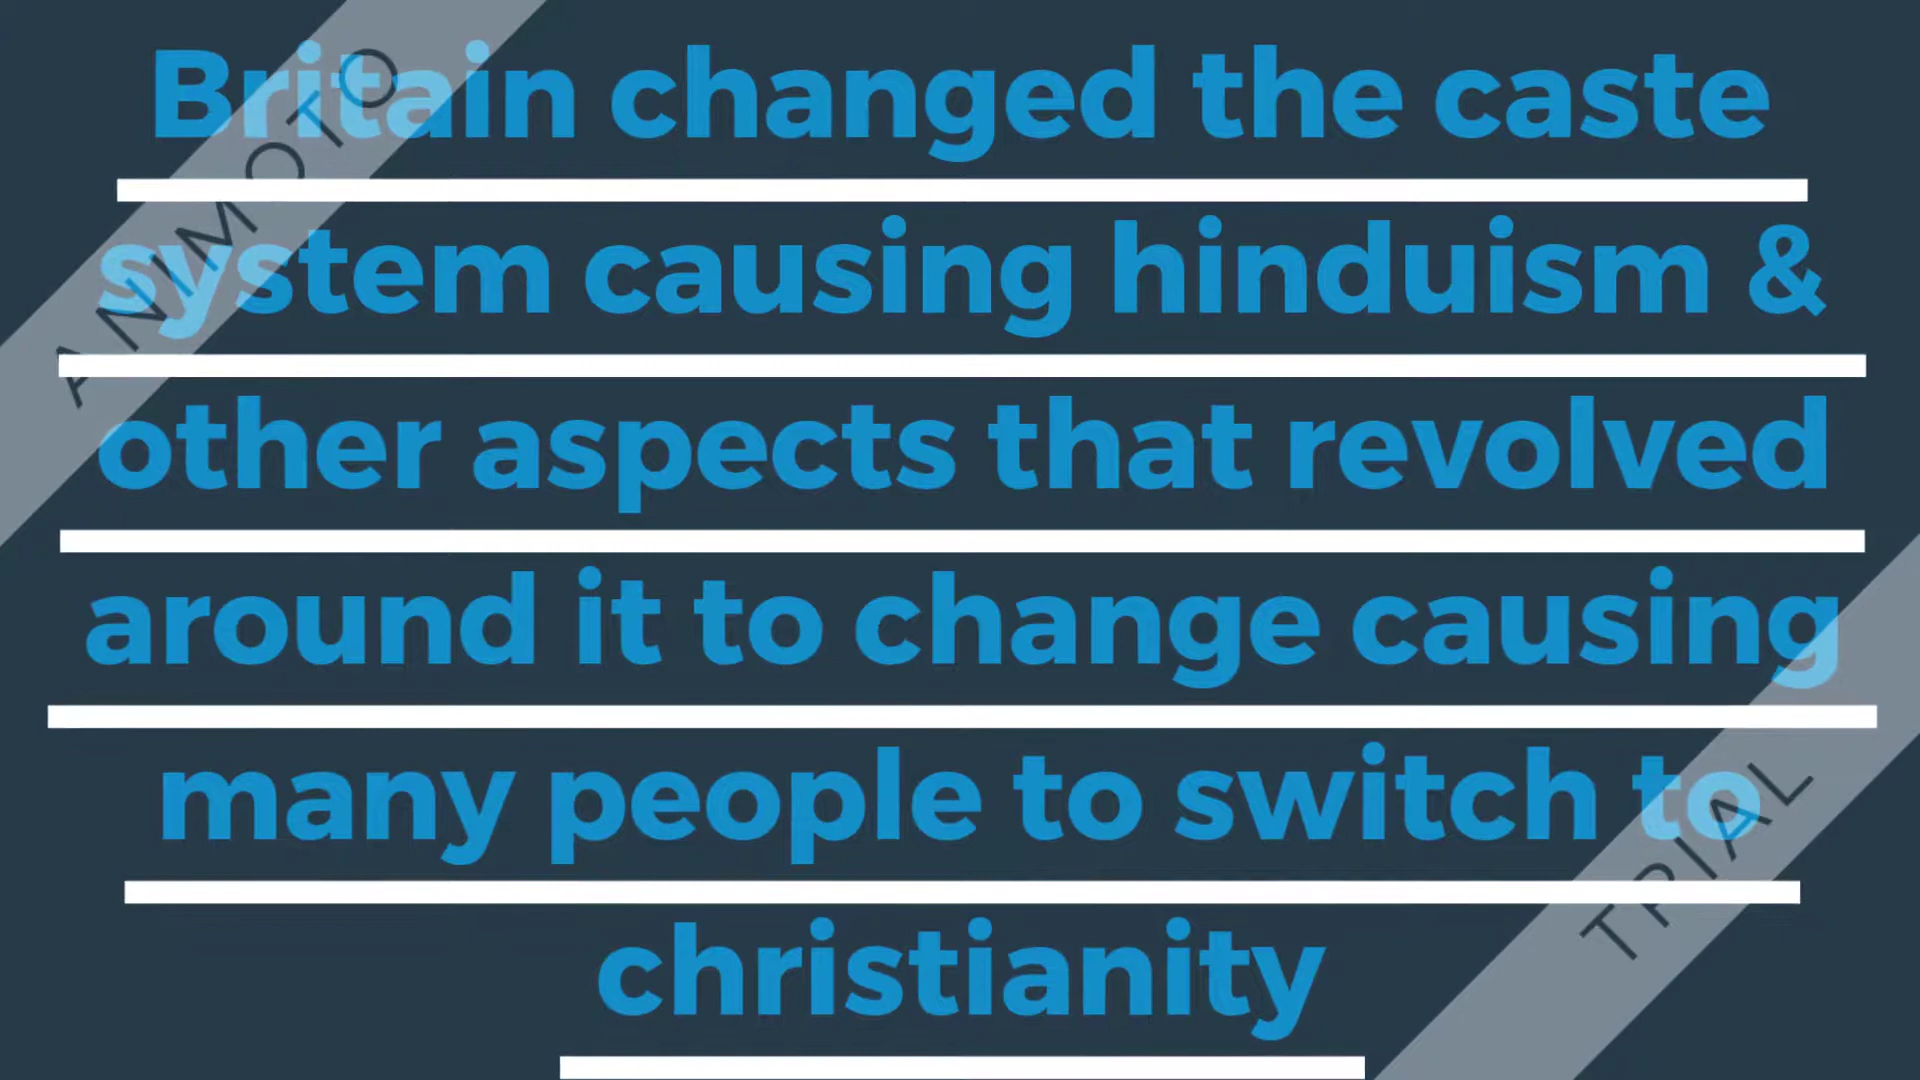 Britain changed the caste
system causing hinduism &
other aspects that revolved
around it to change causing
many people to switch to
christianity
ANIMOTO
TRIAL